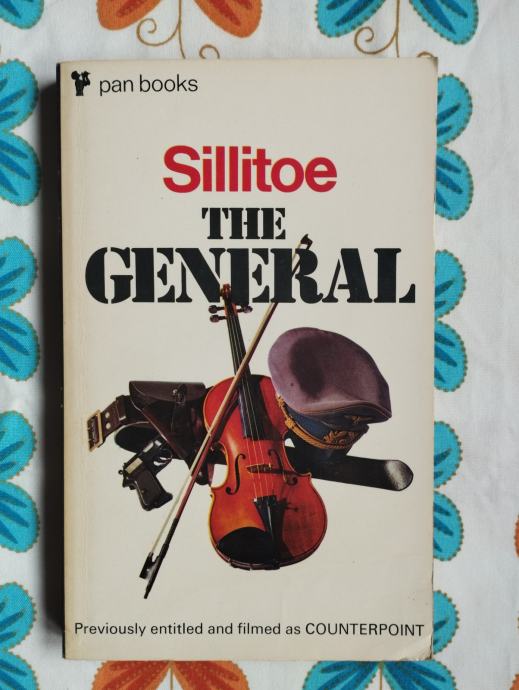 pan books
Sillitoe
THE
GENERAL
Previously entitled and filmed as COUNTERPOINT